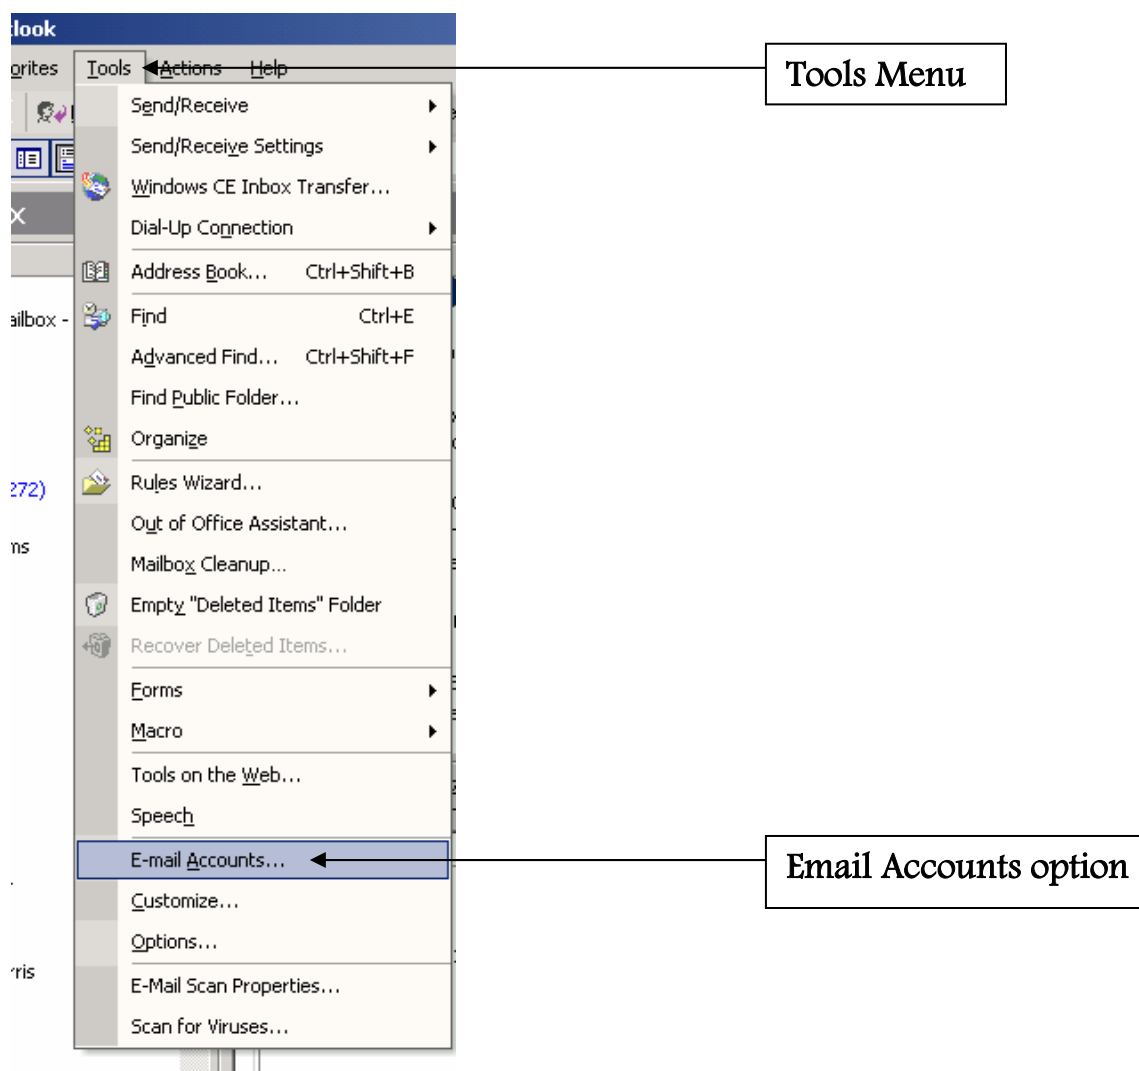 tlook
orites Tools Actions Help
Tools Menu
Send/Receive
Send/Receive Settings
Windows CE Inbox Transfer...
X
Dial-Up Connection
Address Book... Ctrl+Shift+B
ailbox - Find Ctrl+E
Advanced Find... Ctrl+Shift+F
Find Public Folder...
Organize
272) Rules Wizard...
Out of Office Assistant...
ms
Mailbox Cleanup...
Empty "Deleted Items" Folder
Recover Deleted Items...
Forms
Macro
Tools on the Web...
Speech
E-mail Accounts...
Email Accounts option
Customize...
Options...
rris
E-Mail Scan Properties...
Scan for Viruses...